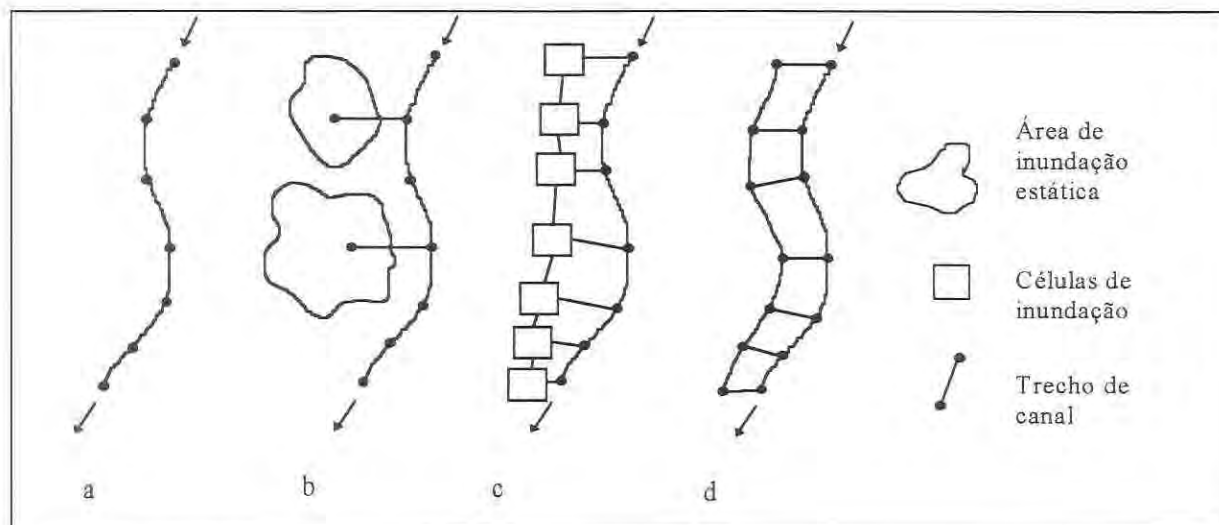 Área de
inundação
estática
Células de
inundação
Trecho de
canal
a b c d